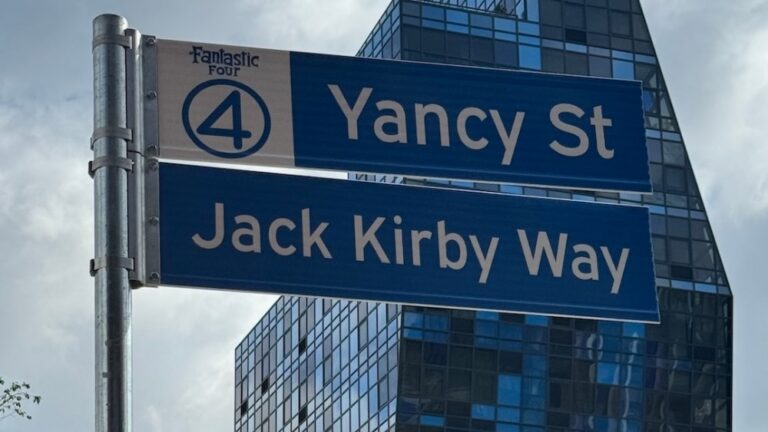 Fantastic
Four
4
Yancy St
Jack Kirby Way